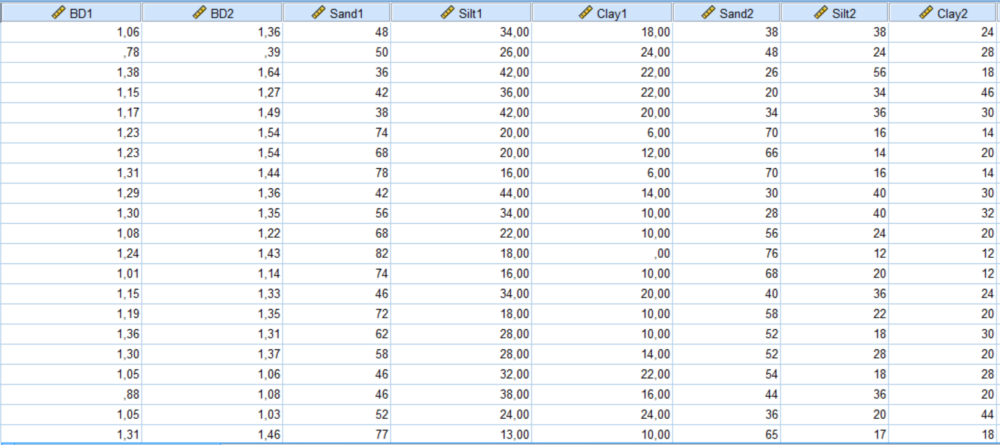 BD1 BD2 Sand1 Silt1 Clay1 Sand2 Silt2 Clay2
1,06 1,36 48 34,00 18,00 38 38 24
,78 ,39 50 26,00 24,00 48 24 28
1,38 1,64 36 42,00 22,00 26 56 18
1,15 1,27 42 36,00 22,00 20 34 46
1,17 1,49 38 42,00 20,00 34 36 30
1,23 1,54 74 20,00 6,00 70 16 14
1,23 1,54 68 20,00 12,00 66 14 20
1,31 1,44 78 16,00 6,00 70 16 14
1,29 1,36 42 44,00 14,00 30 40 30
1,30 1,35 56 34,00 10,00 28 40 32
1,08 1,22 68 22,00 10,00 56 24 20
1,24 1,43 82 18,00 ,00 76 12 12
1,01 1,14 74 16,00 10,00 68 20 12
1,15 1,33 46 34,00 20,00 40 36 24
1,19 1,35 72 18,00 10,00 58 22 20
1,36 1,31 62 28,00 10,00 52 18 30
1,30 1,37 58 28,00 14,00 52 28 20
1,05 1,06 46 32,00 22,00 54 18 28
,88 1,08 46 38,00 16,00 44 36 20
1,05 1,03 52 24,00 24,00 36 20 44
1,31 1,46 77 13,00 10,00 65 17 18